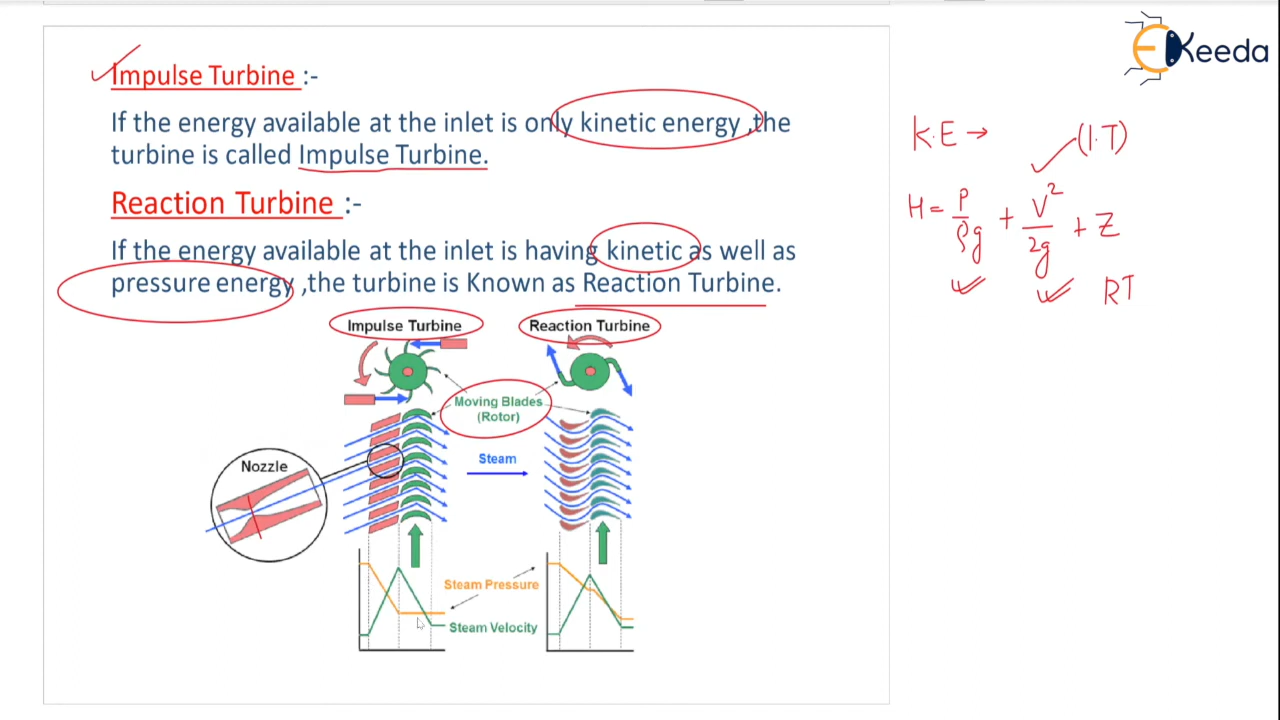 Impulse Turbine :-
If the energy available at the inlet is only kinetic energy ,the
turbine is called Impulse Turbine.
Reaction Turbine :-
If the energy available at the inlet is having kinetic as well as
pressure energy ,the turbine is Known as Reaction Turbine.
Impulse Turbine
Reaction Turbine
Moving Blades
(Rotor)
Nozzle
Steam
Steam Pressure
Steam Velocity
EKeeda
K.E → (I.T)
H = P/ρg + V²/2g + Z
RT